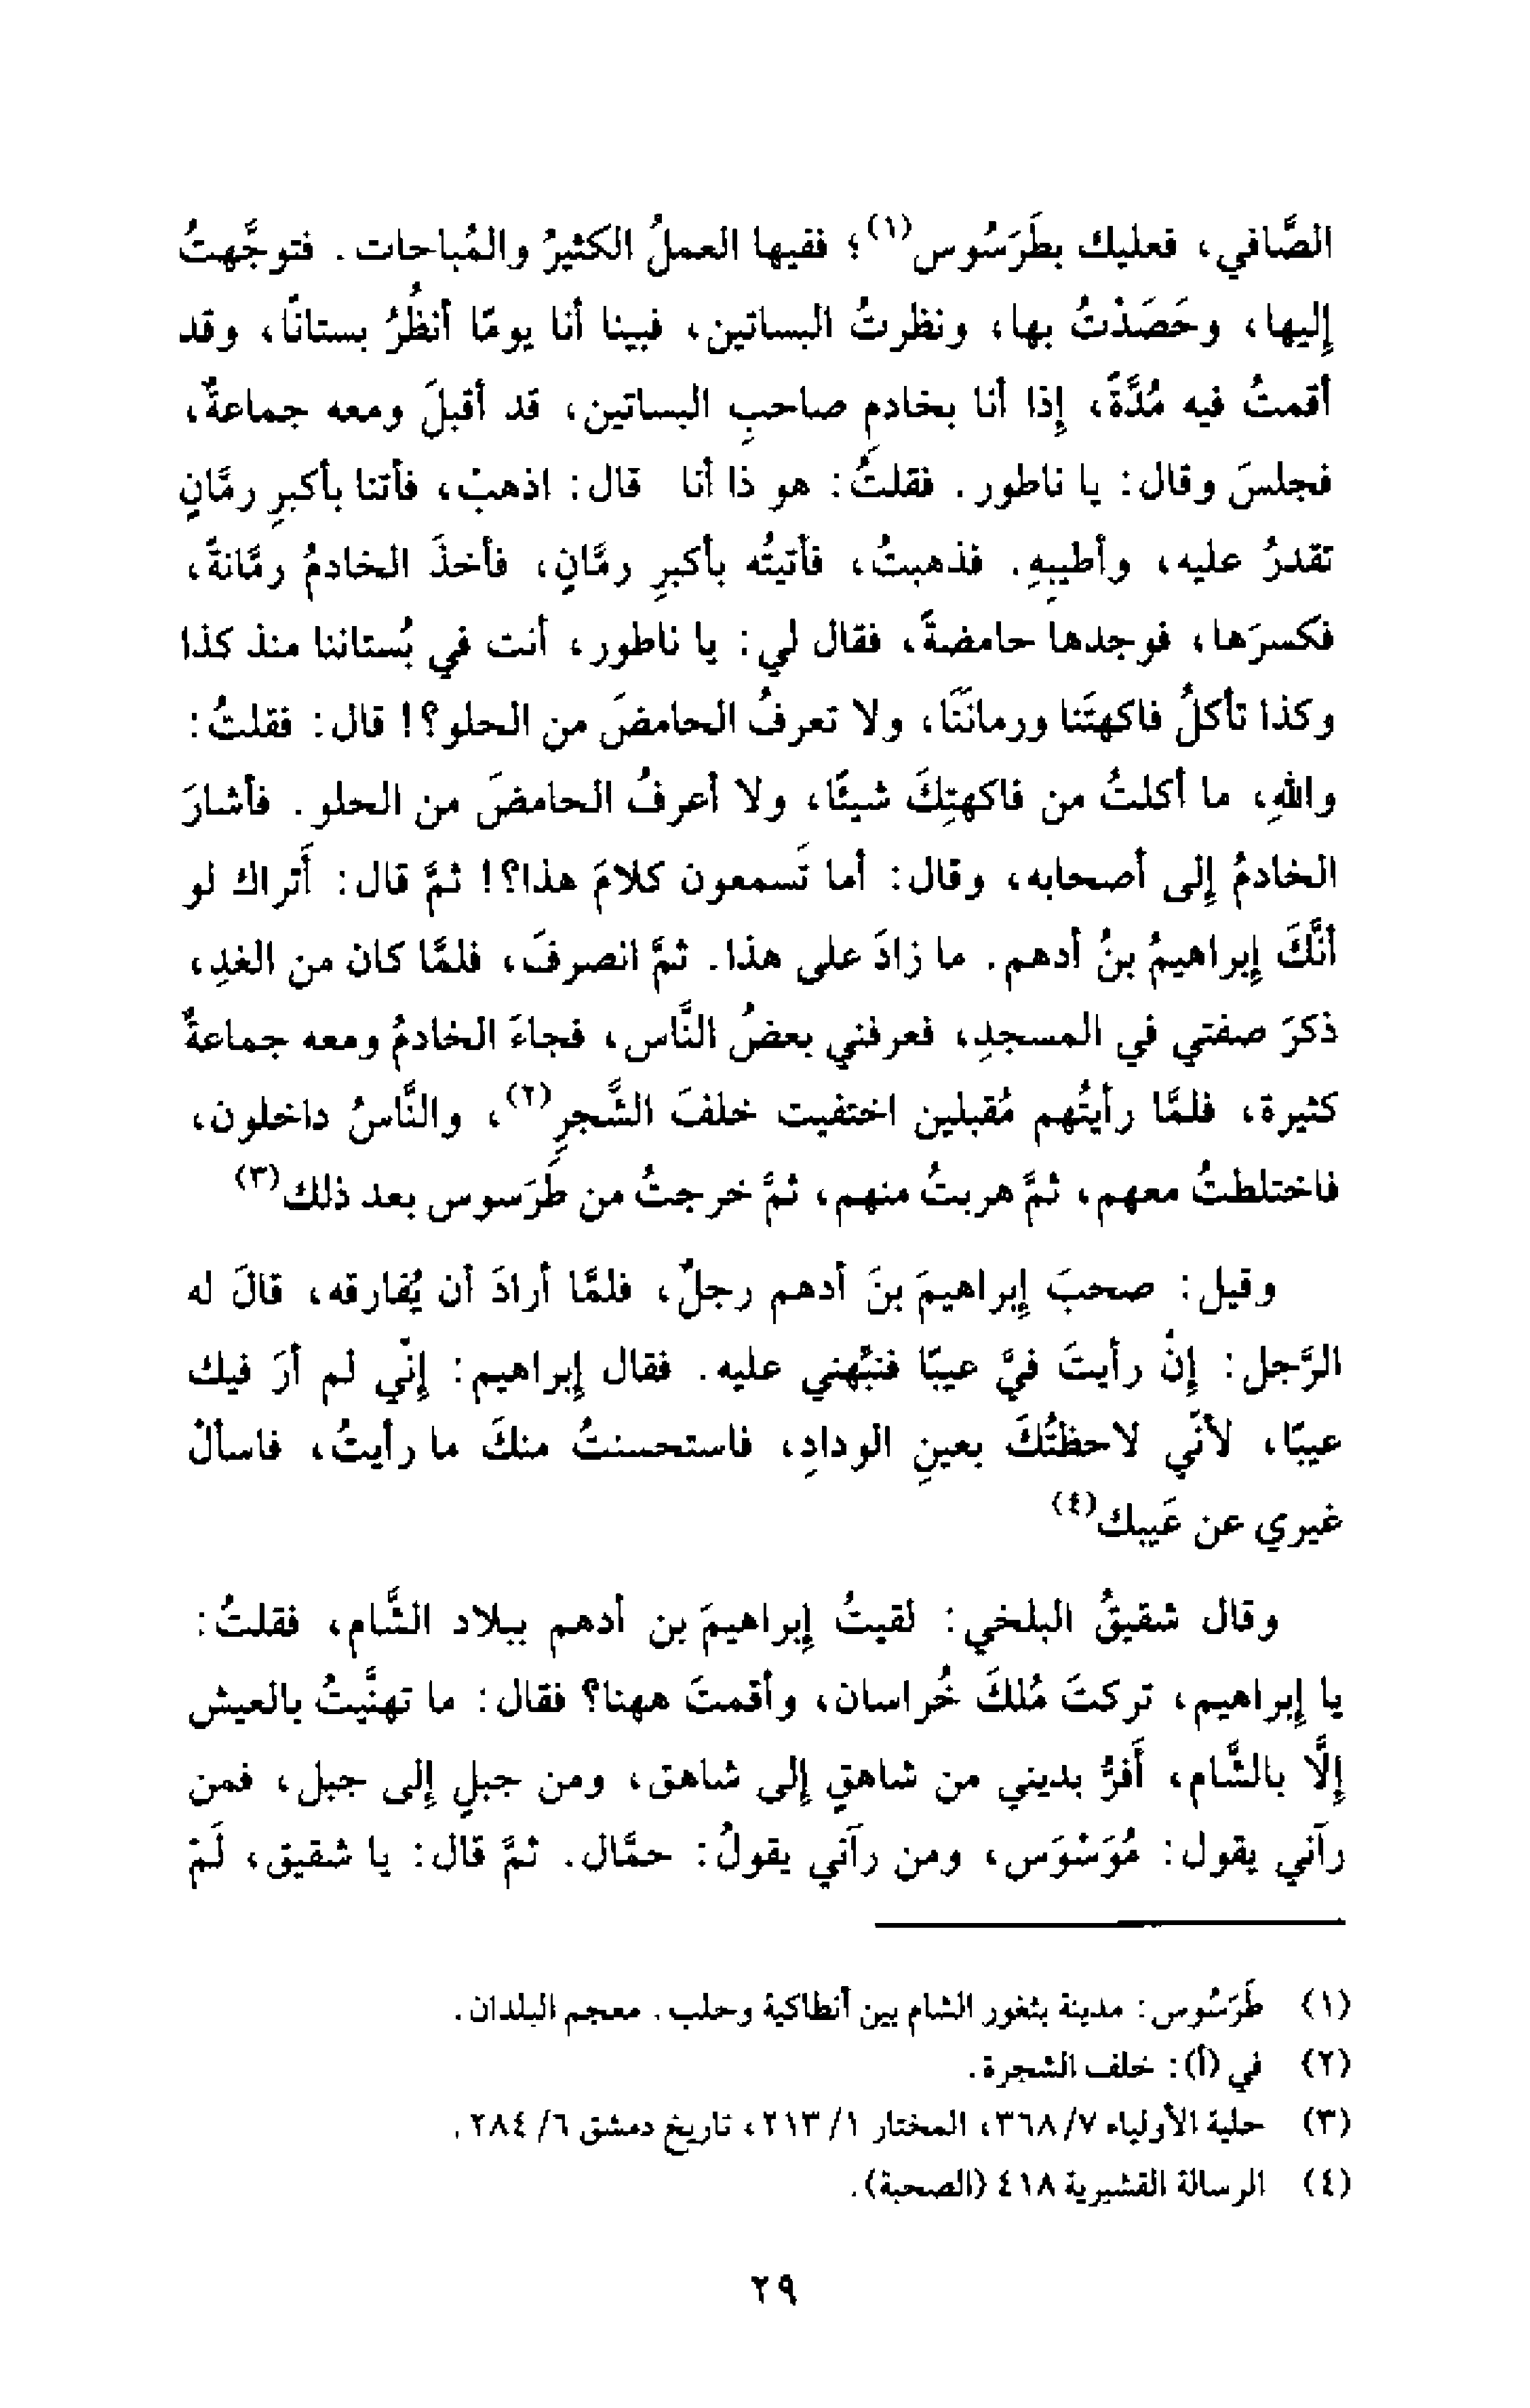 الصَّافي، فعليك بطَرَسُوس(١)؛ ففيها العملُ الكثيرُ والمُباحات. فتوجَّهتُ
إليها، وحَصَدْتُ بها، ونظرتُ البساتين، فبينا أنا يومًا أنظُرُ بستانًا، وقد
أقمتُ فيه مُدَّةً، إذا أنا بخادمِ صاحبِ البساتين، قد أقبلَ ومعه جماعةٌ،
فجلسَ وقال: يا ناطور. فقلتُ: هو ذا أنا قال: اذهبْ، فأتنا بأكبرِ رمَّانٍ
تقدرُ عليه، وأطيبِهِ. فذهبتُ، فأتيتُه بأكبرِ رمَّانٍ، فأخذَ الخادمُ رمَّانةً،
فكسرَها، فوجدها حامضةً، فقال لي: يا ناطور، أنت في بُستاننا منذ كذا
وكذا تأكلُ فاكهتَنا ورمانَنَا، ولا تعرفُ الحامضَ من الحلو؟! قال: فقلتُ:
واللهِ، ما أكلتُ من فاكهتِكَ شيئًا، ولا أعرفُ الحامضَ من الحلو. فأشارَ
الخادمُ إلى أصحابه، وقال: أما تَسمعون كلامَ هذا؟! ثمَّ قال: أَتراك لو
أنَّكَ إبراهيمُ بنُ أدهم. ما زادَ على هذا. ثمَّ انصرفَ، فلمَّا كان من الغدِ،
ذكرَ صفتي في المسجدِ، فعرفني بعضُ النَّاس، فجاءَ الخادمُ ومعه جماعةٌ
كثيرة، فلمَّا رأيتُهم مُقبلين اختفيت خلفَ الشَّجرِ(٢)، والنَّاسُ داخلون،
فاختلطتُ معهم، ثمَّ هربتُ منهم، ثمَّ خرجتُ من طَرَسوس بعد ذلك(٣)
وقيل: صحبَ إبراهيمَ بنَ أدهم رجلٌ، فلمَّا أرادَ أن يُفارقه، قالَ له
الرَّجل: إنْ رأيتَ فيَّ عيبًا فنبِّهني عليه. فقال إبراهيم: إنِّي لم أرَ فيك
عيبًا، لأنِّي لاحظتُكَ بعينِ الودادِ، فاستحسنتُ منكَ ما رأيتُ، فاسألْ
غيري عن عَيبك(٤)
وقال شقيقُ البلخي: لقيتُ إبراهيمَ بن أدهم ببلاد الشَّام، فقلتُ:
يا إبراهيم، تركتَ مُلكَ خُراسان، وأقمتَ ههنا؟ فقال: ما تهنَّيتُ بالعيش
إلَّا بالشَّام، أَفرُّ بديني من شاهقٍ إلى شاهق، ومن جبلٍ إلى جبل، فمن
رآني يقول: مُوَسْوَس، ومن رآني يقولُ: حمَّال. ثمَّ قال: يا شقيق، لَمْ
(١) طَرَسُوس: مدينة بثغور الشام بين أنطاكية وحلب. معجم البلدان.
(٢) في (أ): خلف الشجرة.
(٣) حلية الأولياء ٧/٣٦٨، المختار ١/ ٢١٣، تاريخ دمشق ٦/ ٢٨٤.
(٤) الرسالة القشيرية ٤١٨ (الصحبة).
٢٩